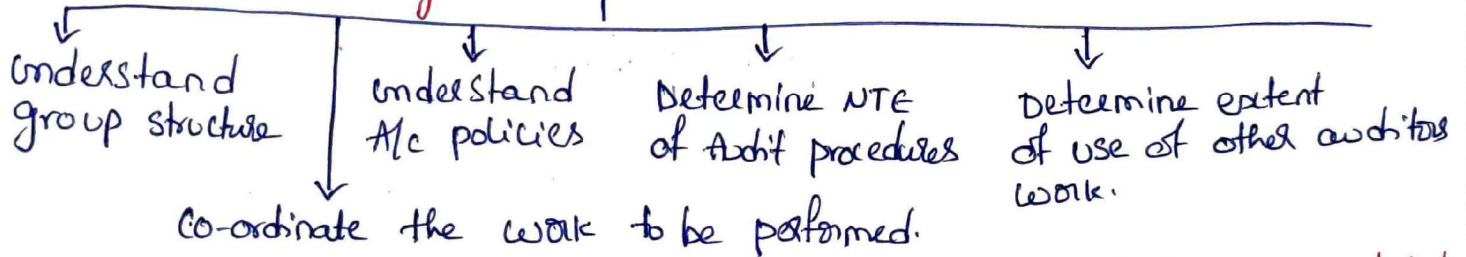 understand
group structure
understand
A/c policies
Determine NTE
of Audit procedures
Determine extent
of use of other auditors
work.
Co-ordinate the work to be performed.